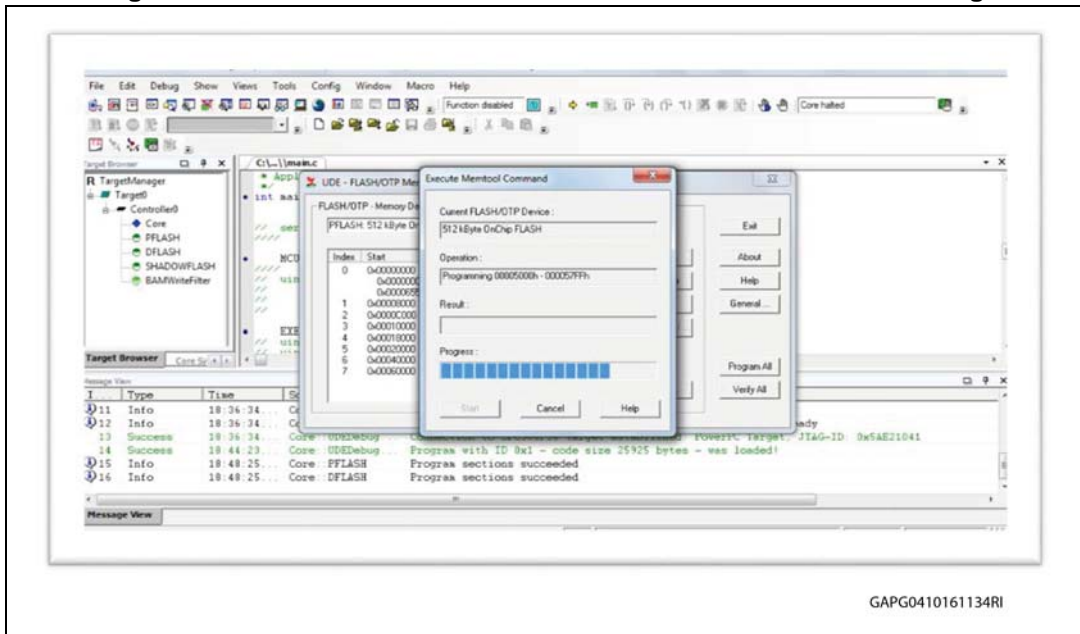 File Edit Debug Show Views Tools Config Window Macro Help
Function disabled
Core halted
Target Browser
C:\_\\main.c
TargetManager
Target0
Controller0
Core
PFLASH
DFLASH
SHADOWFLASH
BAMWriteFilter
Target Browser
int mai
MCU
UDE - FLASH/OTP Mem
FLASH/OTP - Memory De
PFLASH: 512 kByte On
Index Start
0 0x00000000
1 0x00008000
2 0x0000C000
3 0x00010000
4 0x00018000
5 0x00020000
6 0x00040000
7 0x00060000
Exit
About
Help
General ...
Program All
Verify All
Execute Memtool Command
Current FLASH/OTP Device :
512 kByte OnChip FLASH
Operation :
Programming 00005000h - 000057FFh
Result :
Progress :
Start Cancel Help
Message View
I... Type Time
11 Info 18:36:34...
12 Info 18:36:34...
13 Success 18:36:34... Core::UDEDebug
PowerPC Target, JTAG-ID: 0x5AE21041
14 Success 18:44:23... Core::UDEDebug... Program with ID 0x1 - code size 25925 bytes - was loaded!
15 Info 18:48:25... Core::PFLASH Program sections succeeded
16 Info 18:48:25... Core::DFLASH Program sections succeeded
Message View
GAPG0410161134RI